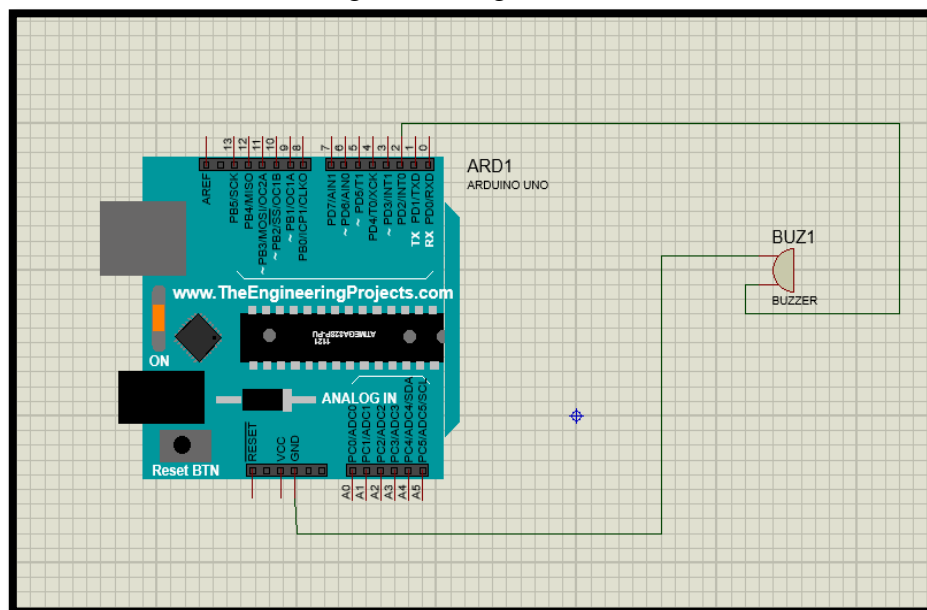 13
12
11
10
9
8
7
6
5
4
3
2
1
0
AREF
PB5/SCK
PB4/MISO
~ PB3/MOSI/OC2A
~ PB2/SS/OC1B
~ PB1/OC1A
PB0/ICP1/CLKO
PD7/AIN1
~ PD6/AIN0
~ PD5/T1
PD4/T0/XCK
~ PD3/INT1
PD2/INT0
TX PD1/TXD
RX PD0/RXD
ARD1
ARDUINO UNO
BUZ1
BUZZER
www.TheEngineeringProjects.com
1121
ATMEGA328P-PU
ON
ANALOG IN
Reset BTN
RESET
VCC
GND
PC0/ADC0
PC1/ADC1
PC2/ADC2
PC3/ADC3
PC4/ADC4/SDA
PC5/ADC5/SCL
A0
A1
A2
A3
A4
A5